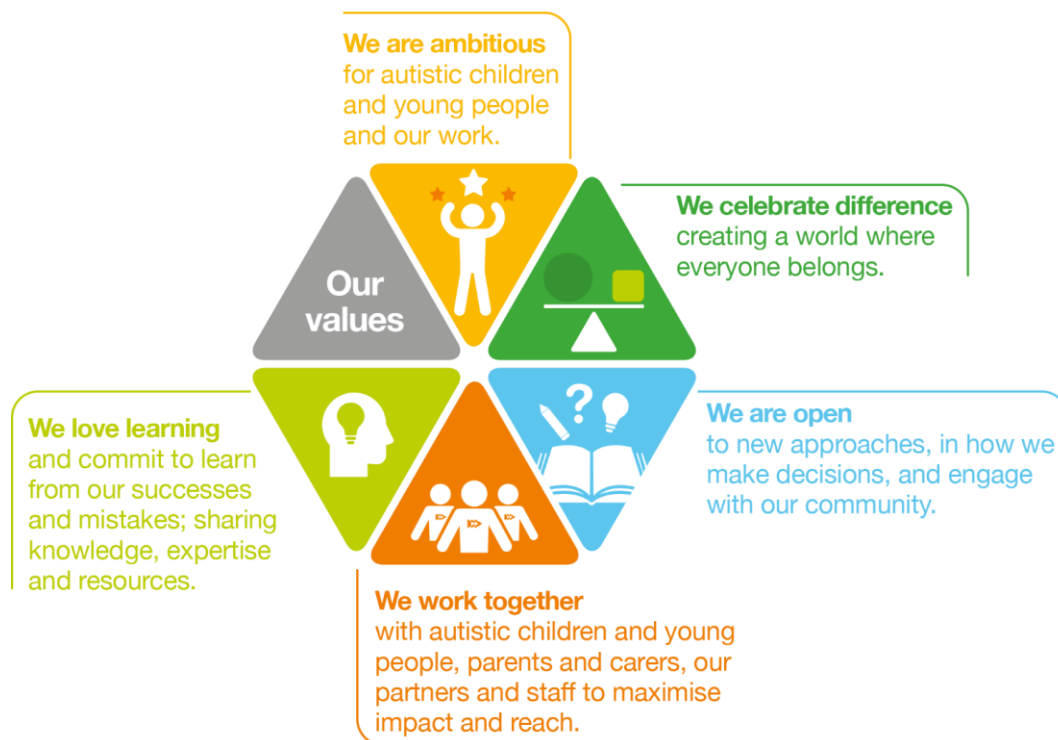 We are ambitious
for autistic children
and young people
and our work.
We celebrate difference
creating a world where
everyone belongs.
Our
values
We are open
to new approaches, in how we
make decisions, and engage
with our community.
We love learning
and commit to learn
from our successes
and mistakes; sharing
knowledge, expertise
and resources.
We work together
with autistic children and young
people, parents and carers, our
partners and staff to maximise
impact and reach.
?